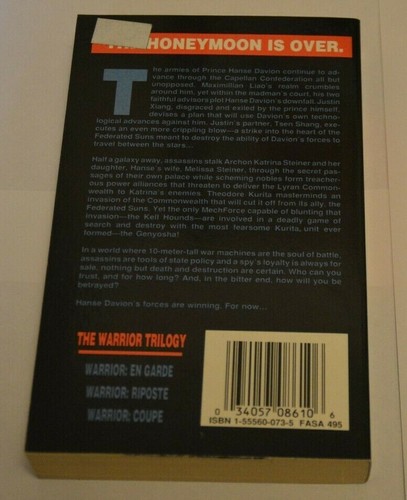 HONEYMOON IS OVER.
The armies of Prince Hanse Davion continue to ad-
vance through the Capellan Confederation all but
unopposed. Maximilian Liao's realm crumbles
around him, yet within the madman's court, his two
faithful advisors plot Hanse Davion's downfall. Justin
Xiang, disgraced and exiled by the prince himself,
devises a plan that will use Davion's own techno-
logical advances against him. Justin's partner, Tsen Shang, exe-
cutes an even more crippling blow—a strike into the heart of the
Federated Suns meant to destroy the ability of Davion's forces to
travel between the stars...
Half a galaxy away, assassins stalk Archon Katrina Steiner and her
daughter, Hanse's wife, Melissa Steiner, through the secret pas-
sages of their own palace while scheming nobles form treacher-
ous power alliances that threaten to deliver the Lyran Common-
wealth to Katrina's enemies. Theodore Kurita masterminds an
invasion of the Commonwealth that will cut it off from its ally, the
Federated Suns. Yet the only MechForce capable of blunting that
invasion—the Kell Hounds—are involved in a deadly game of
search and destroy with the most fearsome Kurita, unit ever
formed—the Genyosha!
In a world where 10-meter-tall war machines are the soul of battle,
assassins are tools of state policy and a spy's loyalty is always for
sale, nothing but death and destruction are certain. Who can you
trust, and for how long? And, in the bitter end, how will you be
betrayed?
Hanse Davion's forces are winning. For now...
THE WARRIOR TRILOGY
WARRIOR: EN GARDE
WARRIOR: RIPOSTE
WARRIOR: COUPE
0 34057 08610 6
ISBN 1-55560-073-5 FASA 495